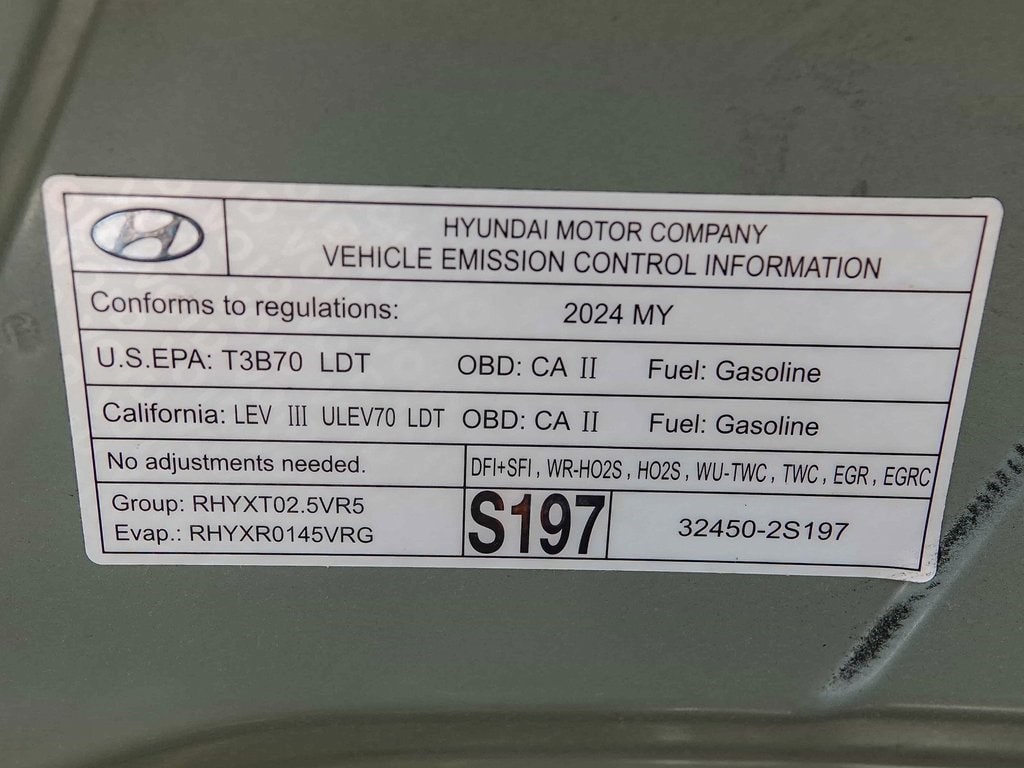 HYUNDAI MOTOR COMPANY
VEHICLE EMISSION CONTROL INFORMATION
Conforms to regulations: 2024 MY
U.S.EPA: T3B70 LDT OBD: CA II Fuel: Gasoline
California: LEV III ULEV70 LDT OBD: CA II Fuel: Gasoline
No adjustments needed. DFI+SFI , WR-HO2S , HO2S , WU-TWC , TWC , EGR , EGRC
Group: RHYXT02.5VR5
Evap.: RHYXR0145VRG
S197 32450-2S197